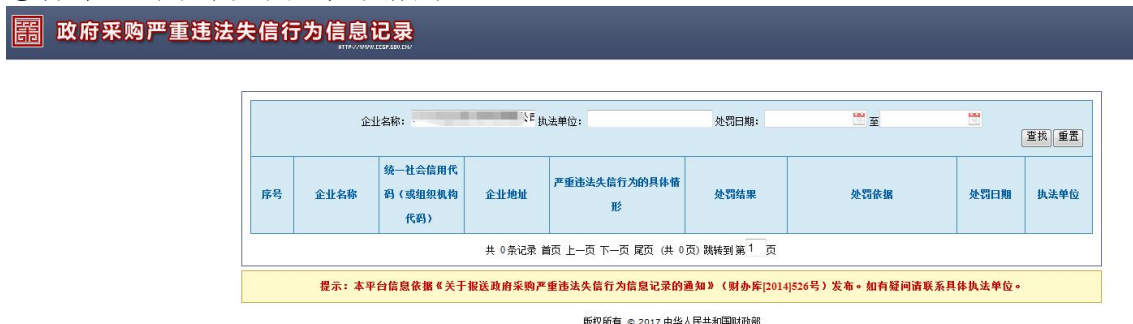 政府采购严重违法失信行为信息记录
HTTP://WWW.CCGP.GOV.CN/
企业名称: 公司 执法单位: 处罚日期: 至
查找 重置
序号 企业名称 统一社会信用代码（或组织机构代码） 企业地址 严重违法失信行为的具体情形 处罚结果 处罚依据 处罚日期 执法单位
共 0条记录 首页 上一页 下一页 尾页 (共 0页) 跳转到第 1 页
提示：本平台信息依据《关于报送政府采购严重违法失信行为信息记录的通知》（财办库[2014]526号）发布。如有疑问请联系具体执法单位。
版权所有 © 2017 中华人民共和国财政部